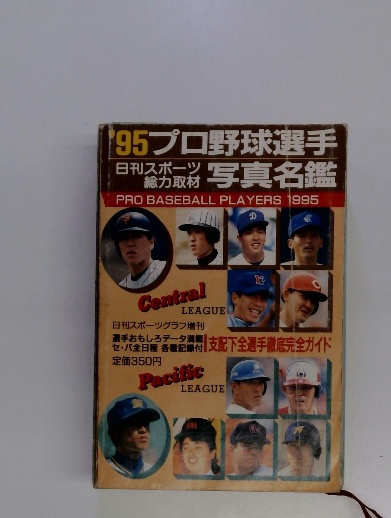 '95プロ野球選手
日刊スポーツ
総力取材
写真名鑑
PRO BASEBALL PLAYERS 1995
Central
LEAGUE
日刊スポーツグラフ増刊
選手おもしろデータ満載
セ・パ全日程 各種記録付
支配下全選手徹底完全ガイド
定価350円
Pacific
LEAGUE